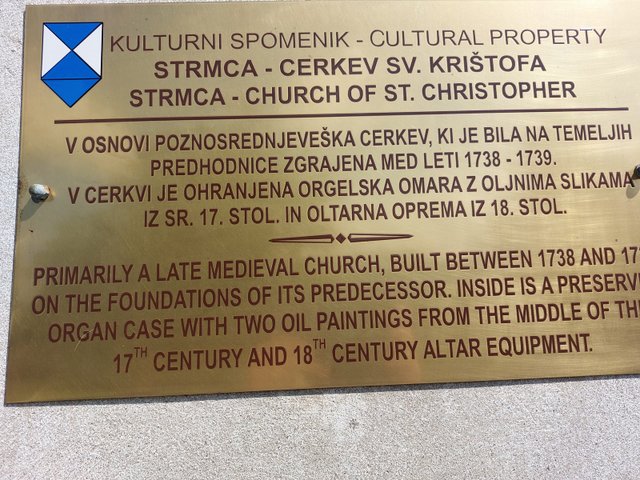 KULTURNI SPOMENIK - CULTURAL PROPERTY
STRMCA - CERKEV SV. KRIŠTOFA
STRMCA - CHURCH OF ST. CHRISTOPHER
V OSNOVI POZNOSREDNJEVEŠKA CERKEV, KI JE BILA NA TEMELJIH
PREDHODNICE ZGRAJENA MED LETI 1738 - 1739.
V CERKVI JE OHRANJENA ORGELSKA OMARA Z OLJNIMA SLIKAMA
IZ SR. 17. STOL. IN OLTARNA OPREMA IZ 18. STOL.
PRIMARILY A LATE MEDIEVAL CHURCH, BUILT BETWEEN 1738 AND
ON THE FOUNDATIONS OF ITS PREDECESSOR. INSIDE IS A
ORGAN CASE WITH TWO OIL PAINTINGS FROM THE MIDDLE OF
17TH CENTURY AND 18TH CENTURY ALTAR EQUIPMENT.